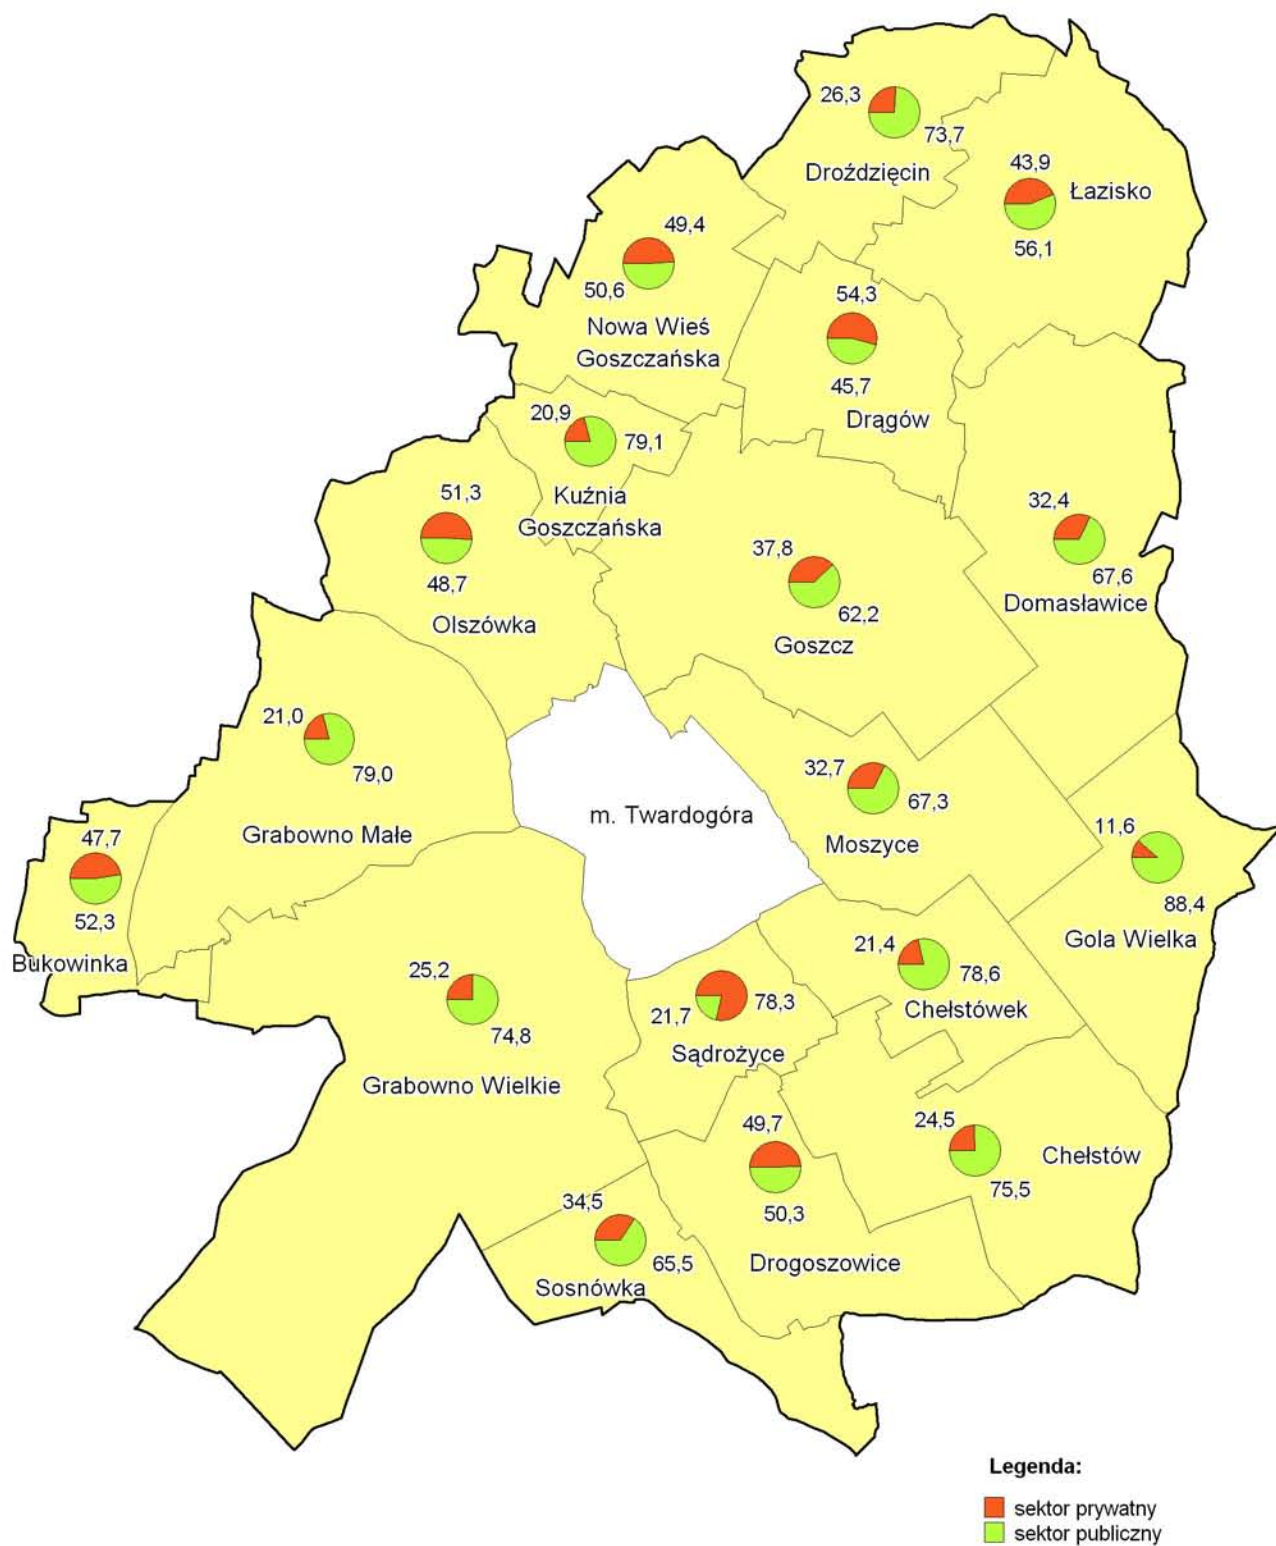 26,3
73,7
Droździęcin
43,9
Łazisko
56,1
49,4
50,6
Nowa Wieś
Goszczańska
54,3
45,7
Drągów
20,9
79,1
Kuźnia
Goszczańska
51,3
48,7
Olszówka
37,8
62,2
Goszcz
32,4
67,6
Domasławice
21,0
79,0
Grabowno Małe
m. Twardogóra
32,7
67,3
Moszyce
47,7
52,3
Bukowinka
11,6
88,4
Gola Wielka
25,2
74,8
Grabowno Wielkie
21,7
78,3
Sądrożyce
21,4
78,6
Chełstówek
49,7
50,3
Drogoszowice
24,5
75,5
Chełstów
34,5
65,5
Sosnówka
Legenda:
sektor prywatny
sektor publiczny